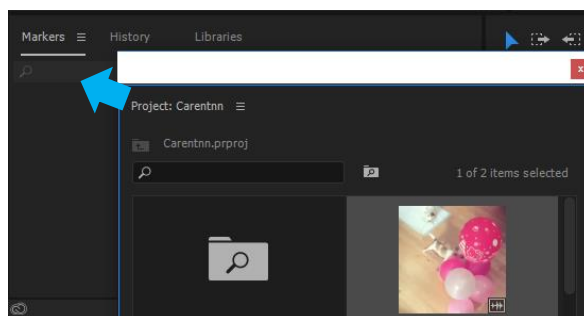 Markers History Libraries
x
Project: Carentnn
Carentnn.prproj
1 of 2 items selected